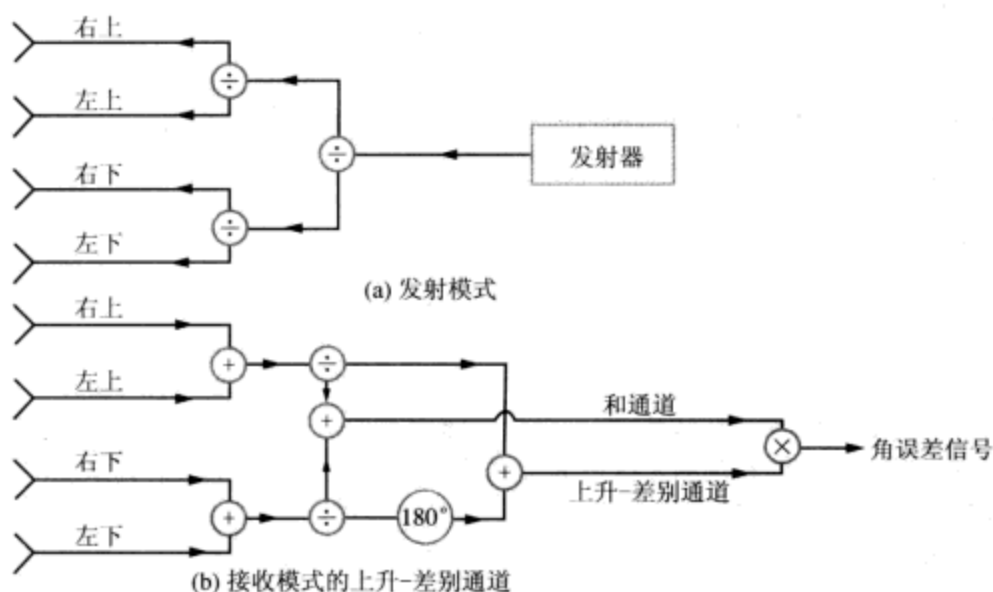 右上
左上
发射器
右下
左下
(a) 发射模式
右上
左上
和通道
角误差信号
右下
上升-差别通道
180°
左下
(b) 接收模式的上升-差别通道